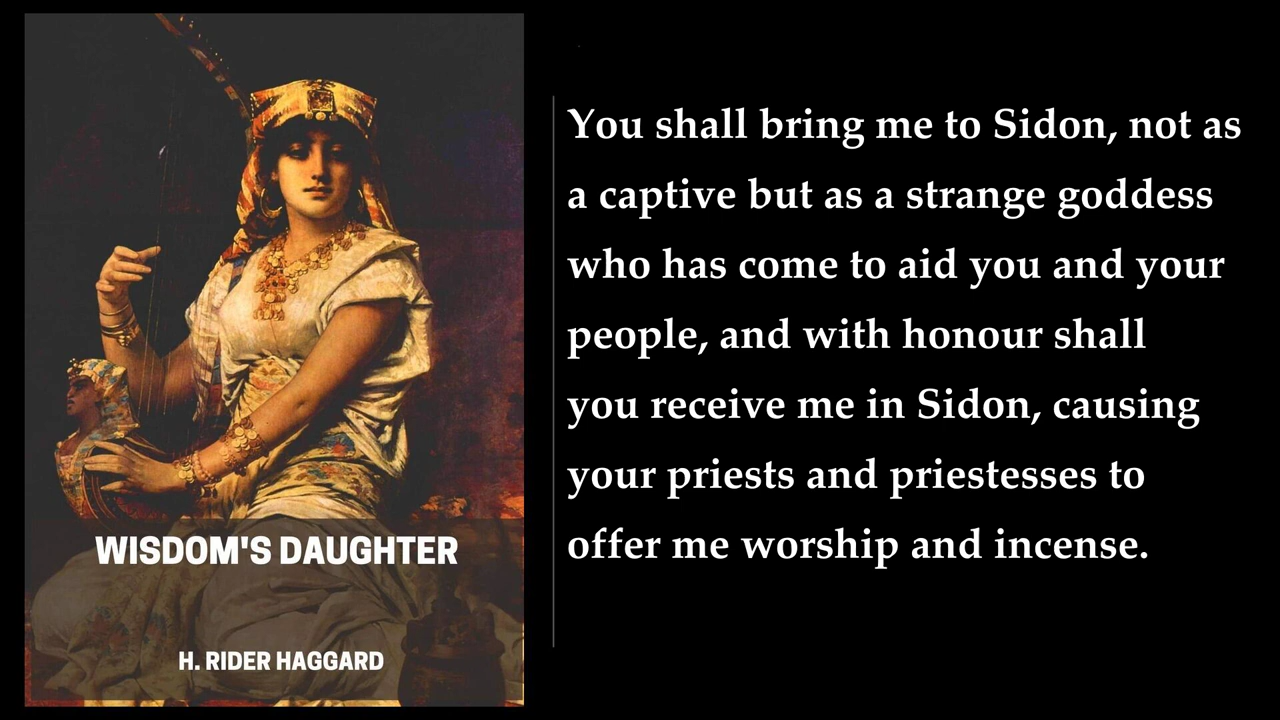 WISDOM'S DAUGHTER
H. RIDER HAGGARD
You shall bring me to Sidon, not as
a captive but as a strange goddess
who has come to aid you and your
people, and with honour shall
you receive me in Sidon, causing
your priests and priestesses to
offer me worship and incense.